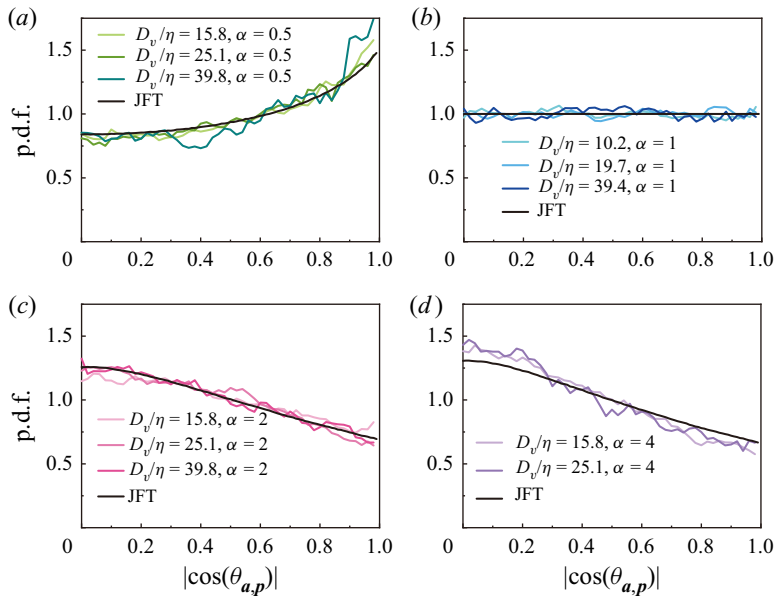 (a)
1.5
1.0
0.5
p.d.f.
D_v/η = 15.8, α = 0.5
D_v/η = 25.1, α = 0.5
D_v/η = 39.8, α = 0.5
JFT
0 0.2 0.4 0.6 0.8 1.0
(b)
1.5
1.0
0.5
D_v/η = 10.2, α = 1
D_v/η = 19.7, α = 1
D_v/η = 39.4, α = 1
JFT
0 0.2 0.4 0.6 0.8 1.0
(c)
1.5
1.0
0.5
p.d.f.
D_v/η = 15.8, α = 2
D_v/η = 25.1, α = 2
D_v/η = 39.8, α = 2
JFT
0 0.2 0.4 0.6 0.8 1.0
|cos(θ_{a,p})|
(d)
1.5
1.0
0.5
D_v/η = 15.8, α = 4
D_v/η = 25.1, α = 4
JFT
0 0.2 0.4 0.6 0.8 1.0
|cos(θ_{a,p})|